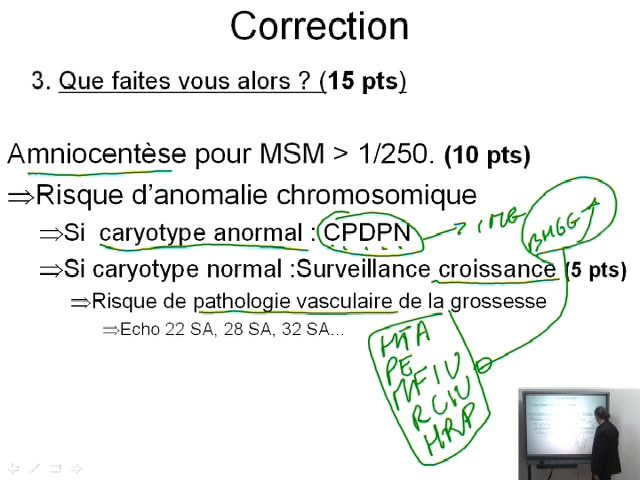 Correction
3. Que faites vous alors ? (15 pts)
Amniocentèse pour MSM > 1/250. (10 pts)
⇒Risque d'anomalie chromosomique
⇒Si caryotype anormal : CPDPN → IMG
βHCG ↗
⇒Si caryotype normal :Surveillance croissance (5 pts)
⇒Risque de pathologie vasculaire de la grossesse
⇒Echo 22 SA, 28 SA, 32 SA...
HTA
PE
MFIU
RCIU
HRP